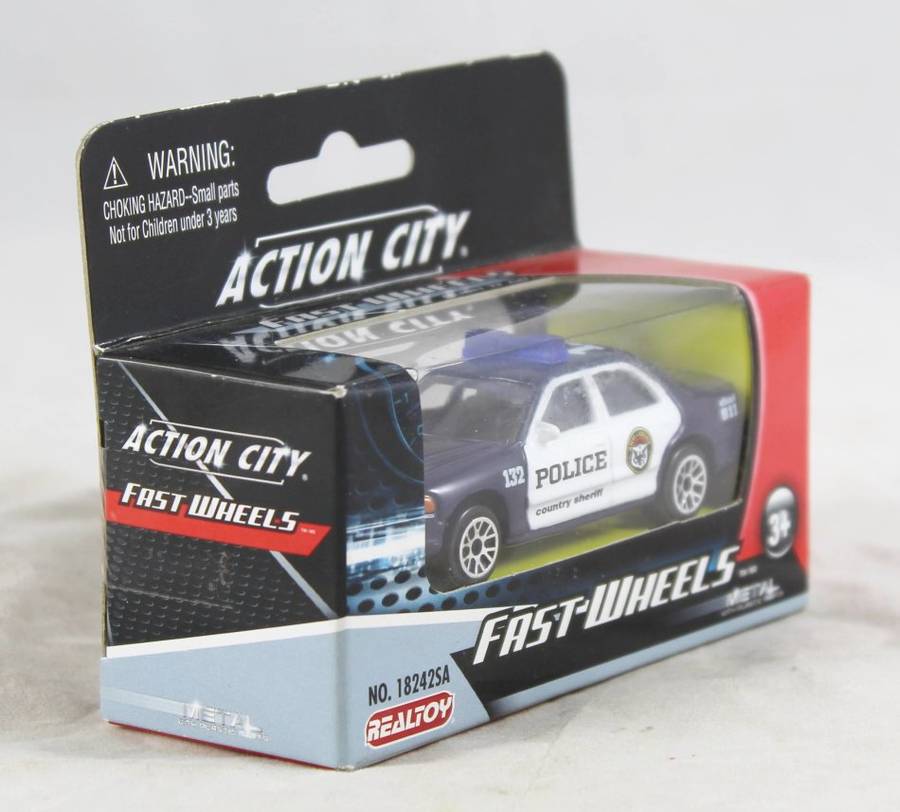 WARNING:
CHOKING HAZARD--Small parts
Not for Children under 3 years
ACTION CITY
ACTION CITY
FAST WHEELS
132
POLICE
country sheriff
911
3+
FAST-WHEELS
METAL
NO. 18242SA
REALTOY
METAL